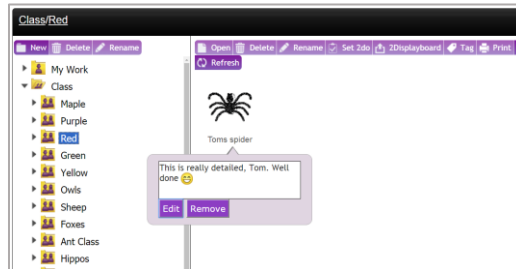 Class/Red
New Delete Rename
Open Delete Rename Set 2do 2Displayboard Tag Print
Refresh
My Work
Class
Maple
Purple
Red
Green
Yellow
Owls
Sheep
Foxes
Ant Class
Hippos
Toms spider
This is really detailed, Tom. Well
done
Edit Remove